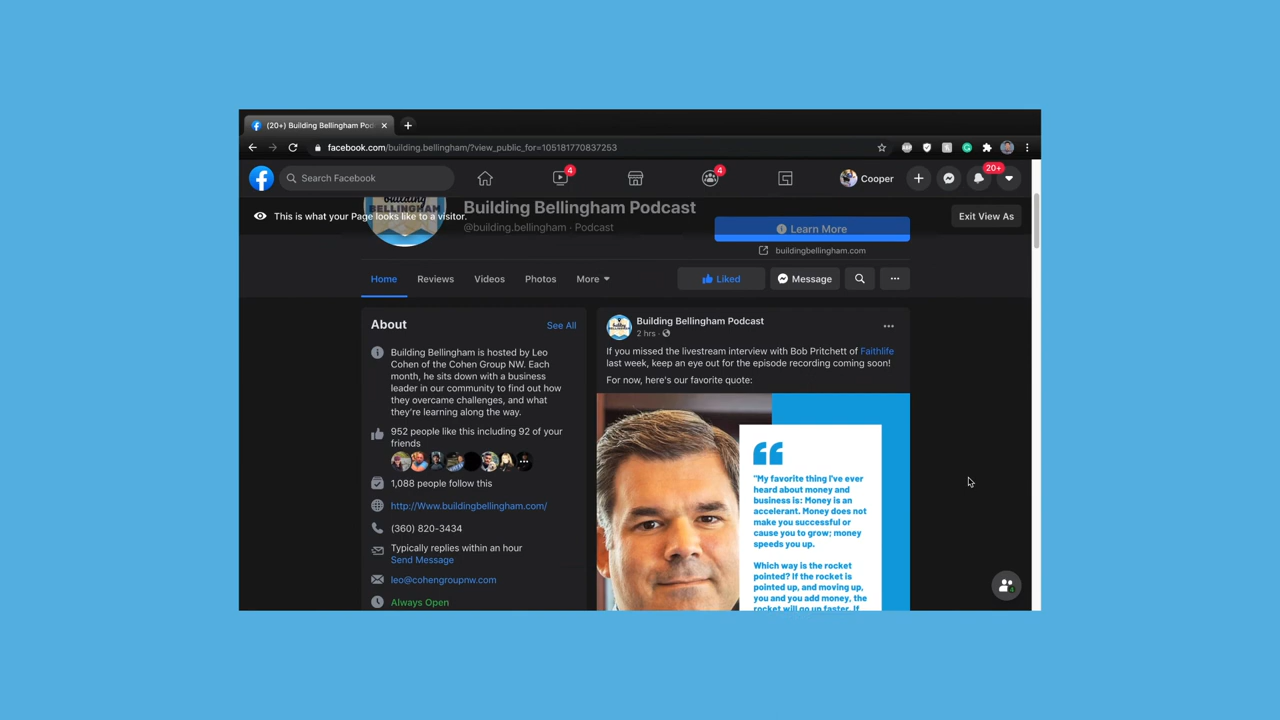 (20+) Building Bellingham Pod
facebook.com/building.bellingham/?view_public_for=105181770837253
Search Facebook
4
4
Cooper
20+
building
BELLINGHAM
This is what your Page looks like to a visitor.
Building Bellingham Podcast
@building.bellingham · Podcast
Learn More
buildingbellingham.com
Exit View As
Home
Reviews
Videos
Photos
More
Liked
Message
About
See All
Building Bellingham is hosted by Leo
Cohen of the Cohen Group NW. Each
month, he sits down with a business
leader in our community to find out how
they overcame challenges, and what
they're learning along the way.
952 people like this including 92 of your
friends
1,088 people follow this
http://Www.buildingbellingham.com/
(360) 820-3434
Typically replies within an hour
Send Message
leo@cohengroupnw.com
Always Open
Building Bellingham Podcast
2 hrs ·
If you missed the livestream interview with Bob Pritchett of Faithlife
last week, keep an eye out for the episode recording coming soon!
For now, here's our favorite quote:
"My favorite thing I've ever
heard about money and
business is: Money is an
accelerant. Money does not
make you successful or
cause you to grow; money
speeds you up.
Which way is the rocket
pointed? If the rocket is
pointed up, and moving up,
you and you add money, the
rocket will go up faster. If